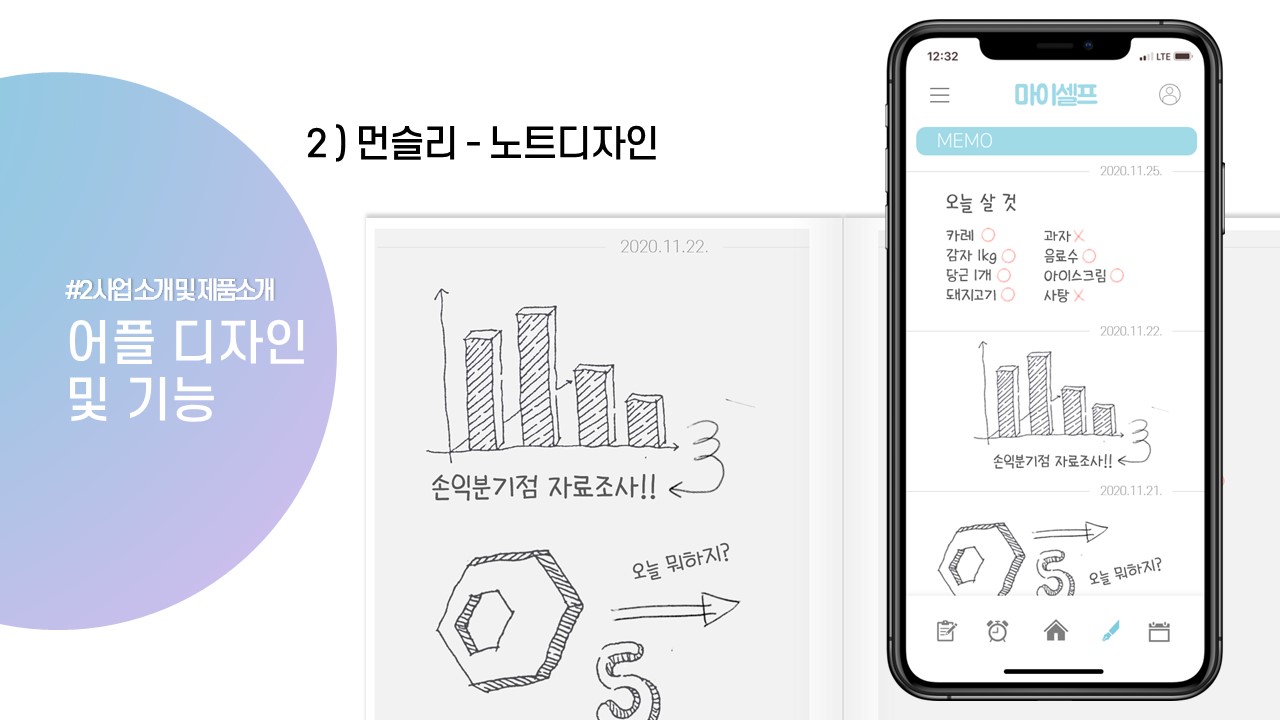 #2사업 소개 및 제품소개
어플 디자인
및 기능
2 ) 먼슬리 - 노트디자인
2020.11.22.
손익분기점 자료조사!!
오늘 뭐하지?
5
12:32
LTE
마이셀프
MEMO
2020.11.25.
오늘 살 것
카레 ○ 과자 X
감자 1kg ○ 음료수 ○
당근 1개 ○ 아이스크림 ○
돼지고기 ○ 사탕 X
2020.11.22.
손익분기점 자료조사!!
2020.11.21.
5
오늘 뭐하지?